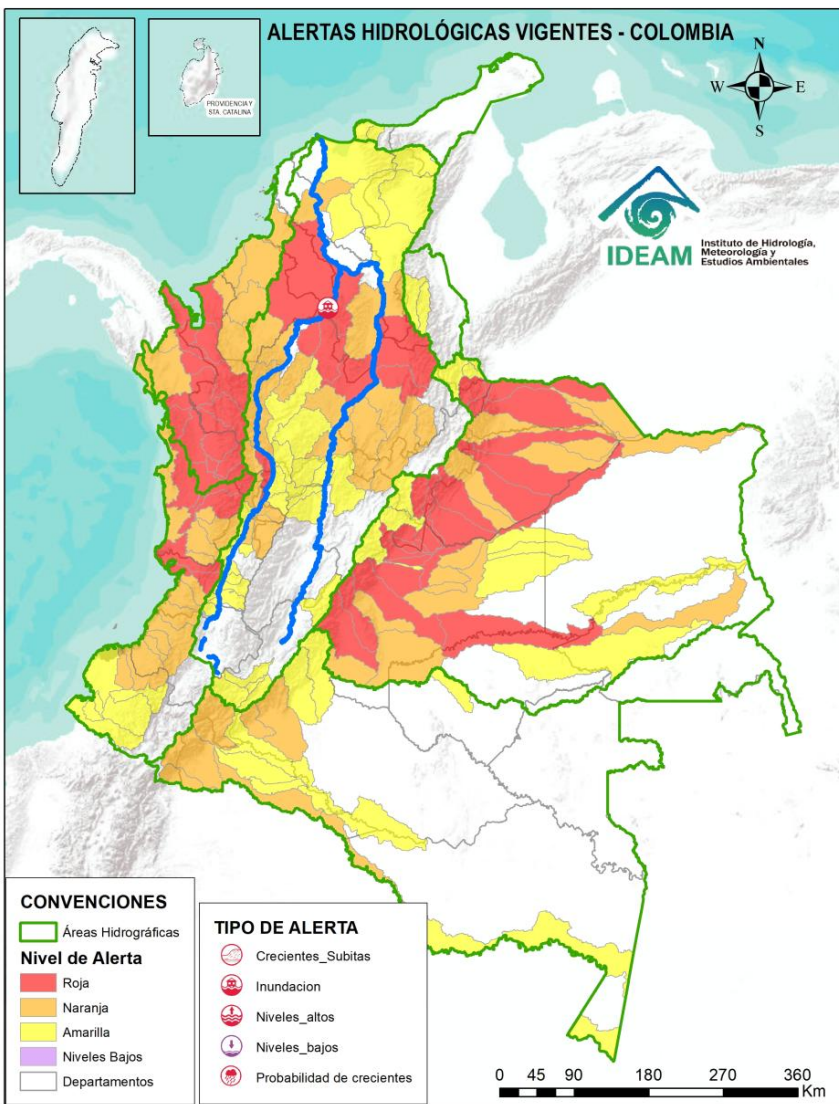 ALERTAS HIDROLÓGICAS VIGENTES - COLOMBIA
PROVIDENCIA Y
STA. CATALINA
N
W
E
S
IDEAM
Instituto de Hidrología,
Meteorología y
Estudios Ambientales
CONVENCIONES
Áreas Hidrográficas
Nivel de Alerta
Roja
Naranja
Amarilla
Niveles Bajos
Departamentos
TIPO DE ALERTA
Crecientes_Subitas
Inundacion
Niveles_altos
Niveles_bajos
Probabilidad de crecientes
0 45 90 180 270 360
Km